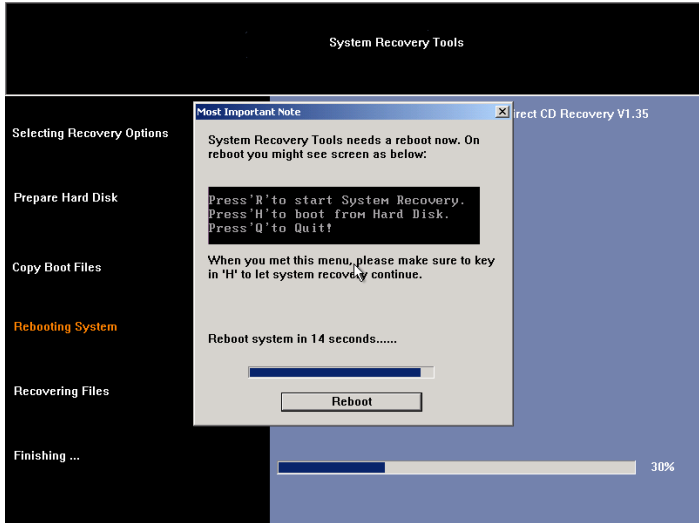 System Recovery Tools
Most Important Note
rect CD Recovery V1.35
Selecting Recovery Options
System Recovery Tools needs a reboot now. On
reboot you might see screen as below:
Prepare Hard Disk
Press'R'to start System Recovery.
Press'H'to boot from Hard Disk.
Press'Q'to Quit!
Copy Boot Files
When you met this menu, please make sure to key
in 'H' to let system recovery continue.
Rebooting System
Reboot system in 14 seconds......
Recovering Files
Reboot
Finishing ...
30%